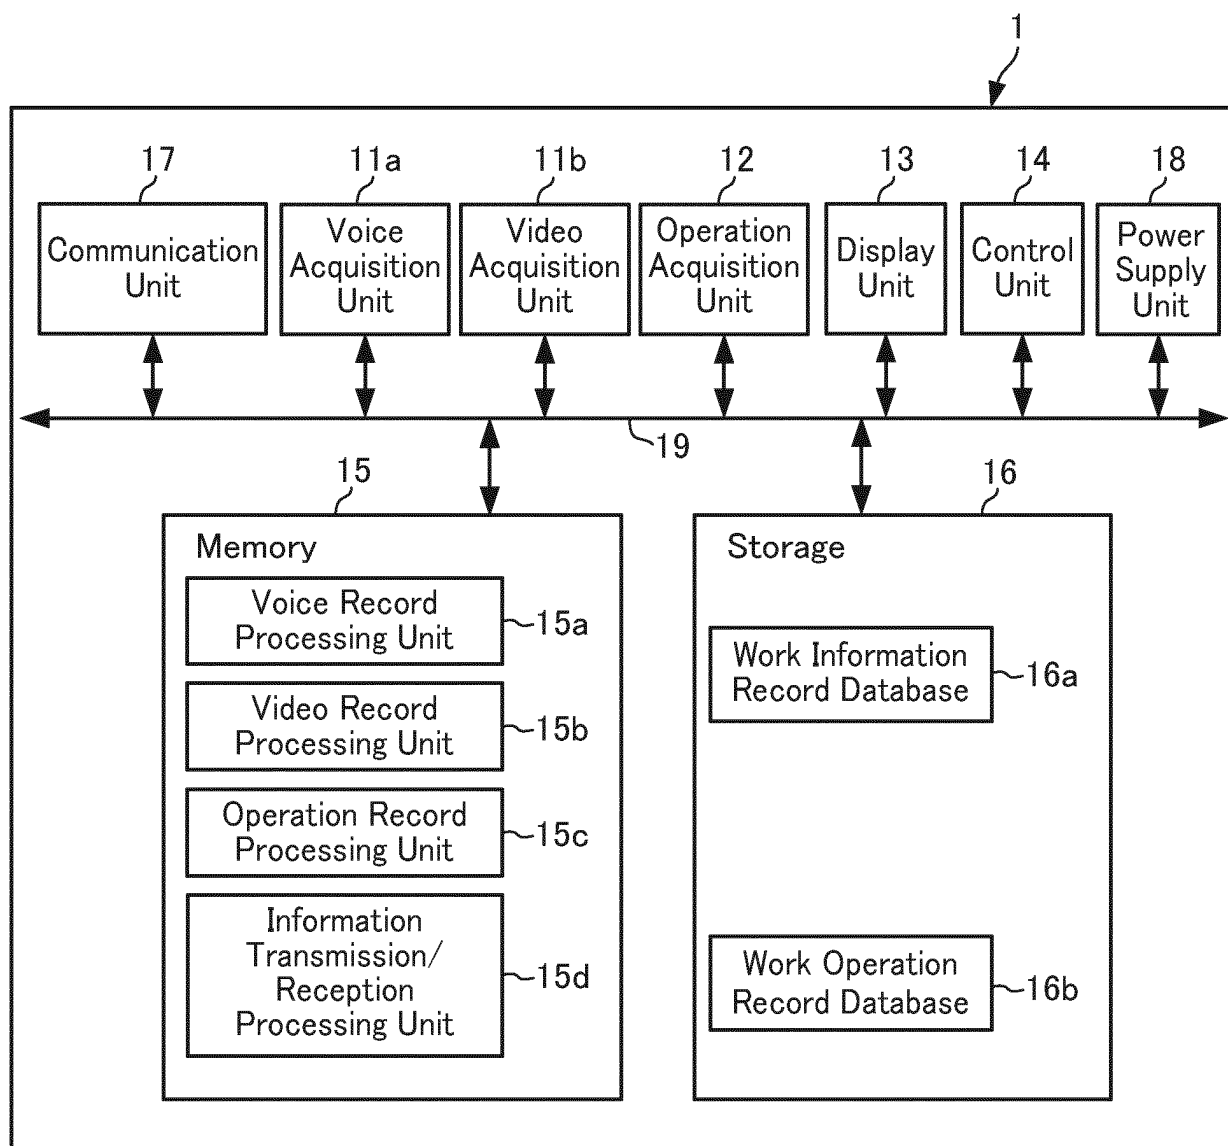 1
17
11a
11b
12
13
14
18
Communication
Unit
Voice
Acquisition
Unit
Video
Acquisition
Unit
Operation
Acquisition
Unit
Display
Unit
Control
Unit
Power
Supply
Unit
19
15
16
Memory
Voice Record
Processing Unit
15a
Video Record
Processing Unit
15b
Operation Record
Processing Unit
15c
Information
Transmission/
Reception
Processing Unit
15d
Storage
Work Information
Record Database
16a
Work Operation
Record Database
16b